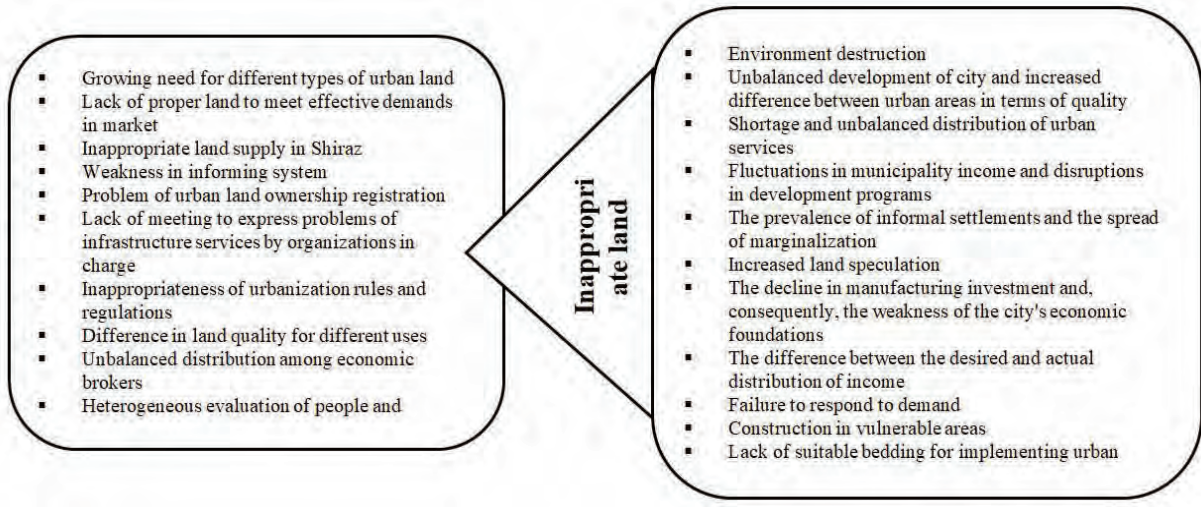 ▪ Growing need for different types of urban land
▪ Lack of proper land to meet effective demands
in market
▪ Inappropriate land supply in Shiraz
▪ Weakness in informing system
▪ Problem of urban land ownership registration
▪ Lack of meeting to express problems of
infrastructure services by organizations in
charge
▪ Inappropriateness of urbanization rules and
regulations
▪ Difference in land quality for different uses
▪ Unbalanced distribution among economic
brokers
▪ Heterogeneous evaluation of people and
Inappropri
ate land
▪ Environment destruction
▪ Unbalanced development of city and increased
difference between urban areas in terms of quality
▪ Shortage and unbalanced distribution of urban
services
▪ Fluctuations in municipality income and disruptions
in development programs
▪ The prevalence of informal settlements and the spread
of marginalization
▪ Increased land speculation
▪ The decline in manufacturing investment and,
consequently, the weakness of the city's economic
foundations
▪ The difference between the desired and actual
distribution of income
▪ Failure to respond to demand
▪ Construction in vulnerable areas
▪ Lack of suitable bedding for implementing urban